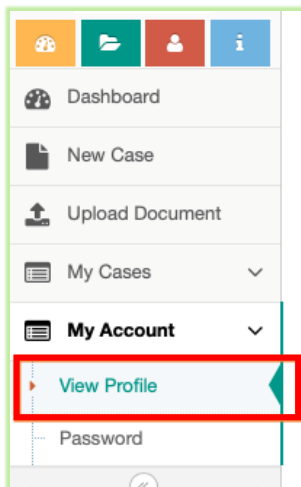 Dashboard
New Case
Upload Document
My Cases
My Account
View Profile
Password